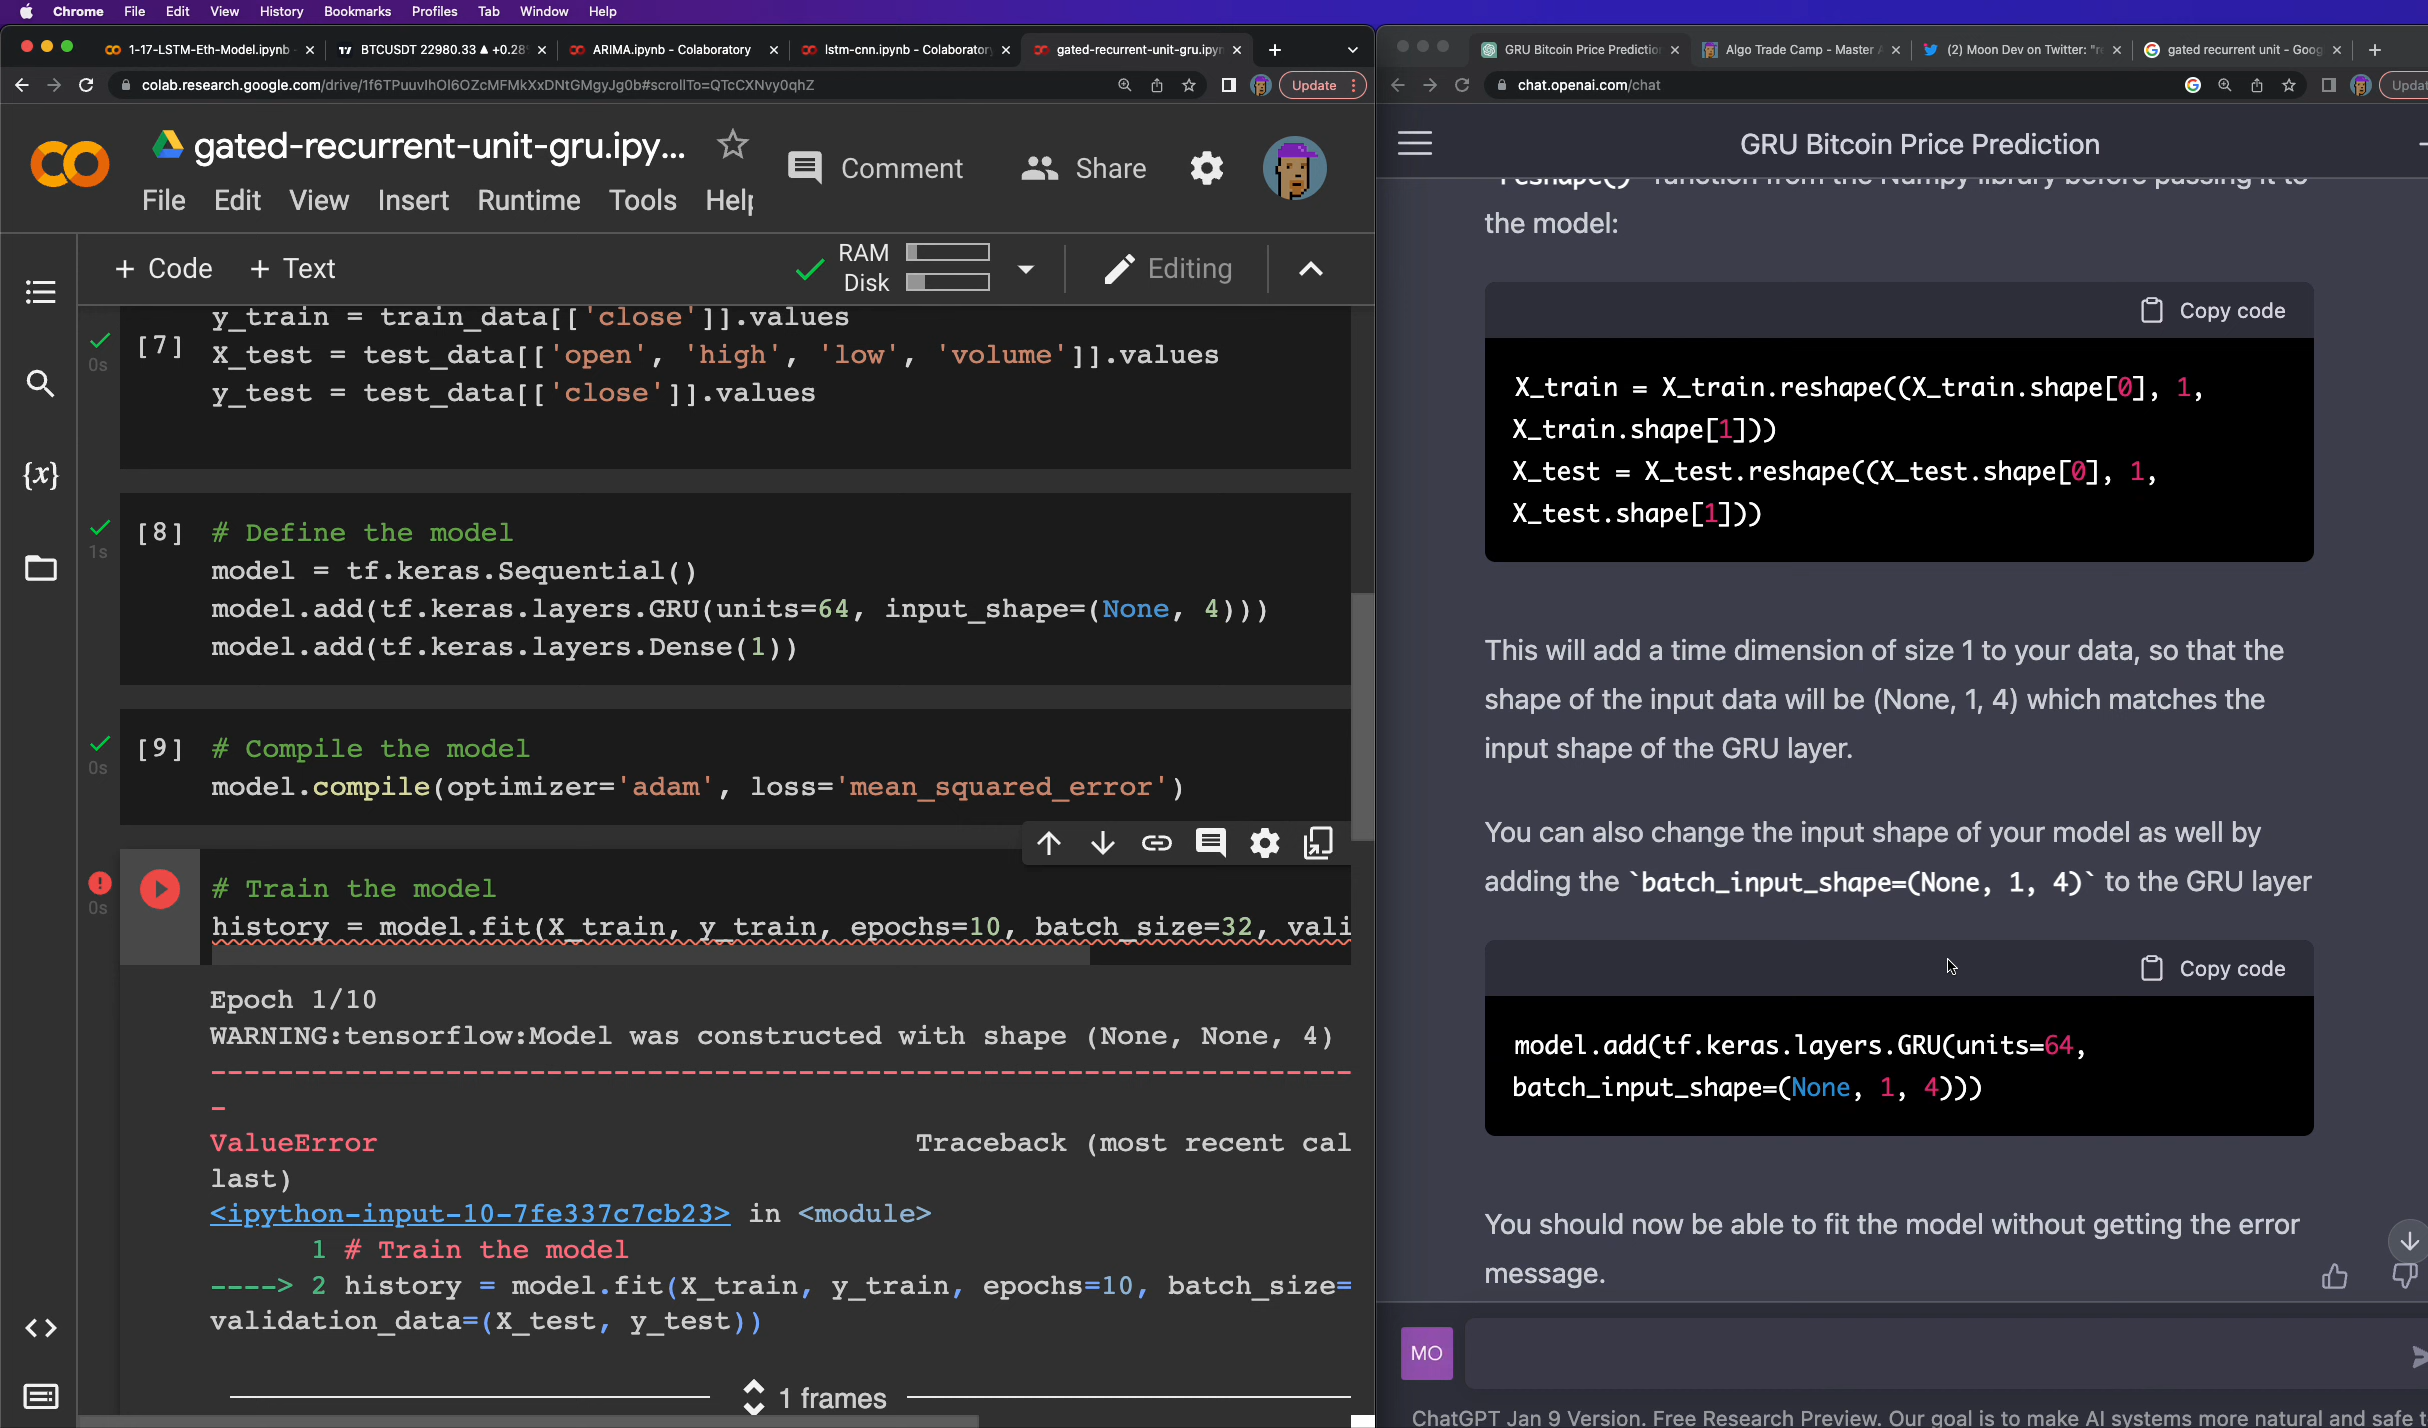 Chrome File Edit View History Bookmarks Profiles Tab Window Help
1-17-LSTM-Eth-Model.ipynb
BTCUSDT 22980.33 ▲ +0.28
ARIMA.ipynb - Colaboratory
lstm-cnn.ipynb - Colaboratory
gated-recurrent-unit-gru.ipyn
colab.research.google.com/drive/1f6TPuuvIhOl6OZcMFMkXxDNtGMgyJg0b#scrollTo=QTcCXNvy0qhZ
Update
gated-recurrent-unit-gru.ipy...
Comment
Share
File Edit View Insert Runtime Tools Help
+ Code + Text
RAM
Disk
Editing
y_train = train_data[['close']].values
[7] X_test = test_data[['open', 'high', 'low', 'volume']].values
0s
y_test = test_data[['close']].values
[8] # Define the model
1s
model = tf.keras.Sequential()
model.add(tf.keras.layers.GRU(units=64, input_shape=(None, 4)))
model.add(tf.keras.layers.Dense(1))
[9] # Compile the model
0s
model.compile(optimizer='adam', loss='mean_squared_error')
# Train the model
0s
history = model.fit(X_train, y_train, epochs=10, batch_size=32, vali
Epoch 1/10
WARNING:tensorflow:Model was constructed with shape (None, None, 4)
--------------------------------------------------------------------
-
ValueError Traceback (most recent cal
last)
<ipython-input-10-7fe337c7cb23> in <module>
1 # Train the model
----> 2 history = model.fit(X_train, y_train, epochs=10, batch_size=
validation_data=(X_test, y_test))
1 frames
GRU Bitcoin Price Prediction
Algo Trade Camp - Master A
(2) Moon Dev on Twitter: "r
gated recurrent unit - Goog
chat.openai.com/chat
Updat
GRU Bitcoin Price Prediction
`reshape()` function from the Numpy library before passing it to
the model:
Copy code
X_train = X_train.reshape((X_train.shape[0], 1,
X_train.shape[1]))
X_test = X_test.reshape((X_test.shape[0], 1,
X_test.shape[1]))
This will add a time dimension of size 1 to your data, so that the
shape of the input data will be (None, 1, 4) which matches the
input shape of the GRU layer.
You can also change the input shape of your model as well by
adding the `batch_input_shape=(None, 1, 4)` to the GRU layer
Copy code
model.add(tf.keras.layers.GRU(units=64,
batch_input_shape=(None, 1, 4)))
You should now be able to fit the model without getting the error
message.
MO
ChatGPT Jan 9 Version. Free Research Preview. Our goal is to make AI systems more natural and safe t